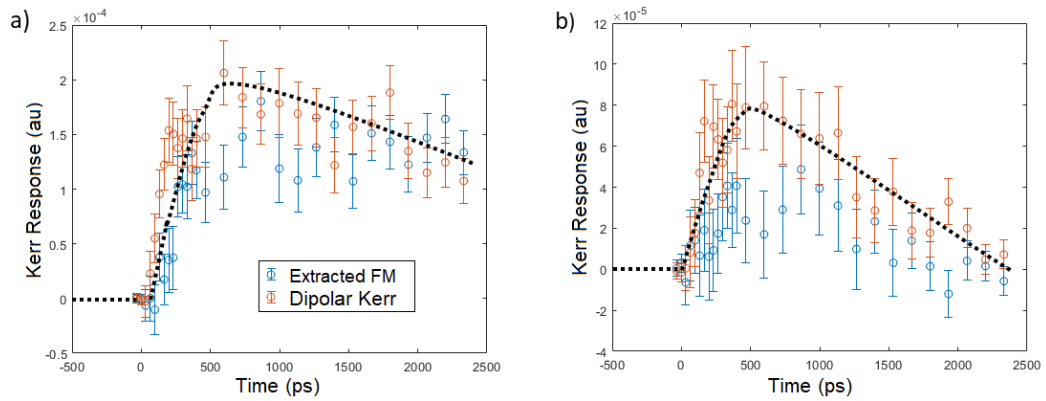 a)
×10⁻⁴
2.5
2
1.5
1
0.5
0
-0.5
Kerr Response (au)
-500 0 500 1000 1500 2000 2500
Time (ps)
Extracted FM
Dipolar Kerr
b)
×10⁻⁵
12
10
8
6
4
2
0
-2
-4
Kerr Response (au)
-500 0 500 1000 1500 2000 2500
Time (ps)